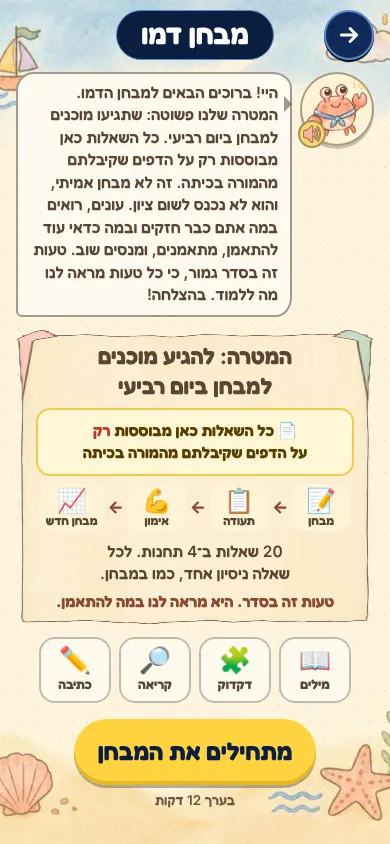 מבחן דמו
היי! ברוכים הבאים למבחן הדמו.
המטרה שלנו פשוטה: שתגיעו מוכנים
למבחן ביום רביעי. כל השאלות כאן
מבוססות רק על הדפים שקיבלתם
מהמורה בכיתה. זה לא מבחן אמיתי,
והוא לא נכנס לשום ציון. עונים, רואים
במה אתם כבר חזקים ובמה כדאי עוד
להתאמן, מתאמנים, ומנסים שוב. טעות
זה בסדר גמור, כי כל טעות מראה לנו
מה ללמוד. בהצלחה!
המטרה: להגיע מוכנים
למבחן ביום רביעי
כל השאלות כאן מבוססות רק
על הדפים שקיבלתם מהמורה בכיתה
מבחן ← תעודה ← אימון ← מבחן חדש
20 שאלות ב־4 תחנות. לכל
שאלה ניסיון אחד, כמו במבחן.
טעות זה בסדר. היא מראה לנו במה להתאמן.
מילים דקדוק קריאה כתיבה
מתחילים את המבחן
בערך 12 דקות